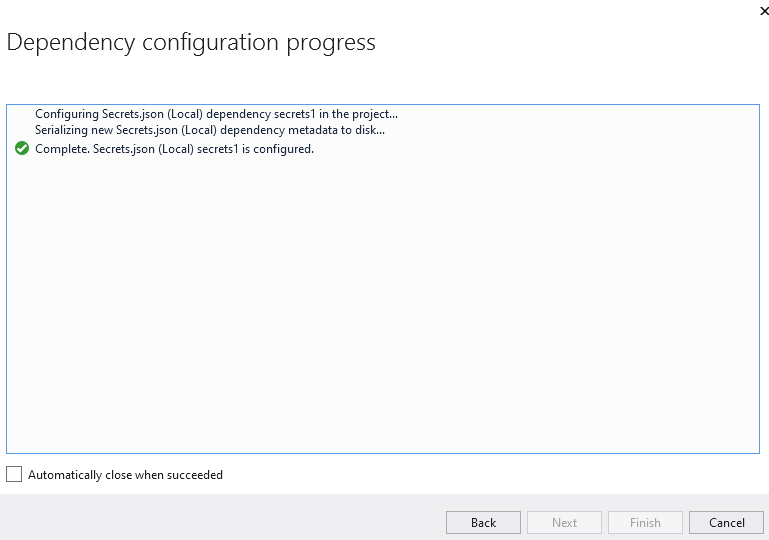 Dependency configuration progress
Configuring Secrets.json (Local) dependency secrets1 in the project...
Serializing new Secrets.json (Local) dependency metadata to disk...
Complete. Secrets.json (Local) secrets1 is configured.
Automatically close when succeeded
Back Next Finish Cancel